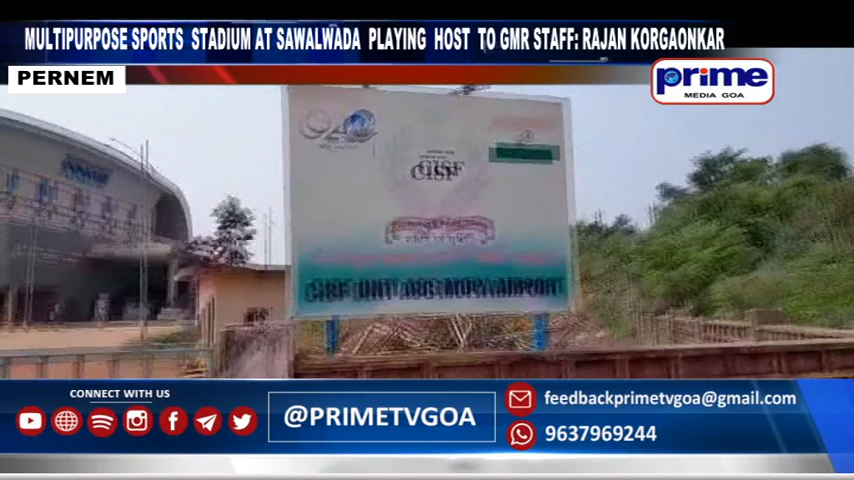 MULTIPURPOSE SPORTS STADIUM AT SAWALWADA PLAYING HOST TO GMR STAFF: RAJAN KORGAONKAR
PERNEM
prime
MEDIA GOA
G20
CISF
CISF UNIT ASG MOPA AIRPORT
CONNECT WITH US
@PRIMETVGOA
feedbackprimetvgoa@gmail.com
9637969244